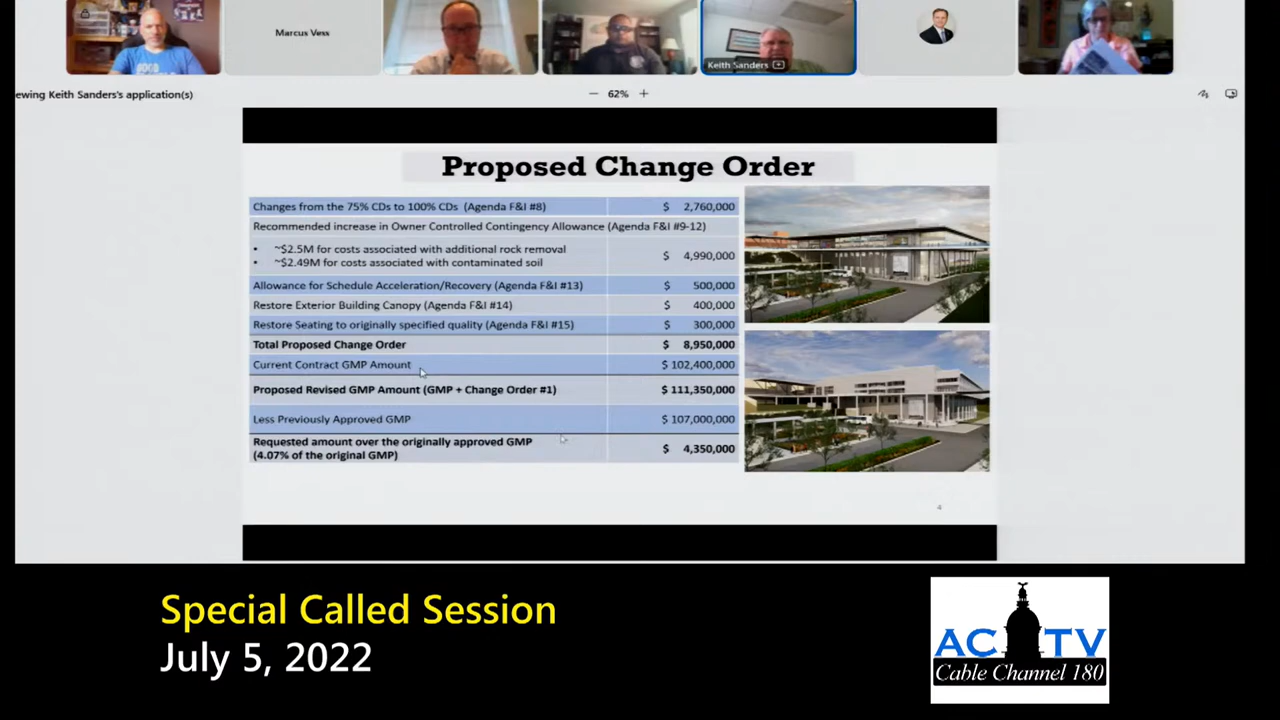 Marcus Vess
Keith Sanders
ewing Keith Sanders's application(s)
62%
Proposed Change Order
Changes from the 75% CDs to 100% CDs (Agenda F&I #8) $ 2,760,000
Recommended increase in Owner Controlled Contingency Allowance (Agenda F&I #9-12)
• ~$2.5M for costs associated with additional rock removal
• ~$2.49M for costs associated with contaminated soil
$ 4,990,000
Allowance for Schedule Acceleration/Recovery (Agenda F&I #13) $ 500,000
Restore Exterior Building Canopy (Agenda F&I #14) $ 400,000
Restore Seating to originally specified quality (Agenda F&I #15) $ 300,000
Total Proposed Change Order $ 8,950,000
Current Contract GMP Amount $ 102,400,000
Proposed Revised GMP Amount (GMP + Change Order #1) $ 111,350,000
Less Previously Approved GMP $ 107,000,000
Requested amount over the originally approved GMP
(4.07% of the original GMP)
$ 4,350,000
4
Special Called Session
July 5, 2022
AC TV
Cable Channel 180